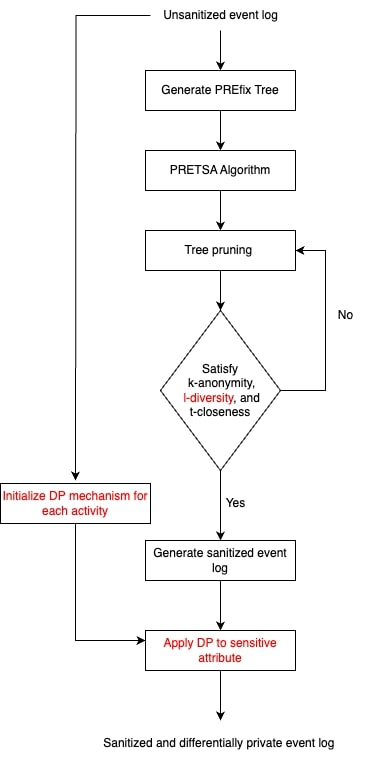 Unsanitized event log
Generate PREfix Tree
PRETSA Algorithm
Tree pruning
No
Satisfy
k-anonymity,
l-diversity, and
t-closeness
Yes
Initialize DP mechanism for
each activity
Generate sanitized event
log
Apply DP to sensitive
attribute
Sanitized and differentially private event log